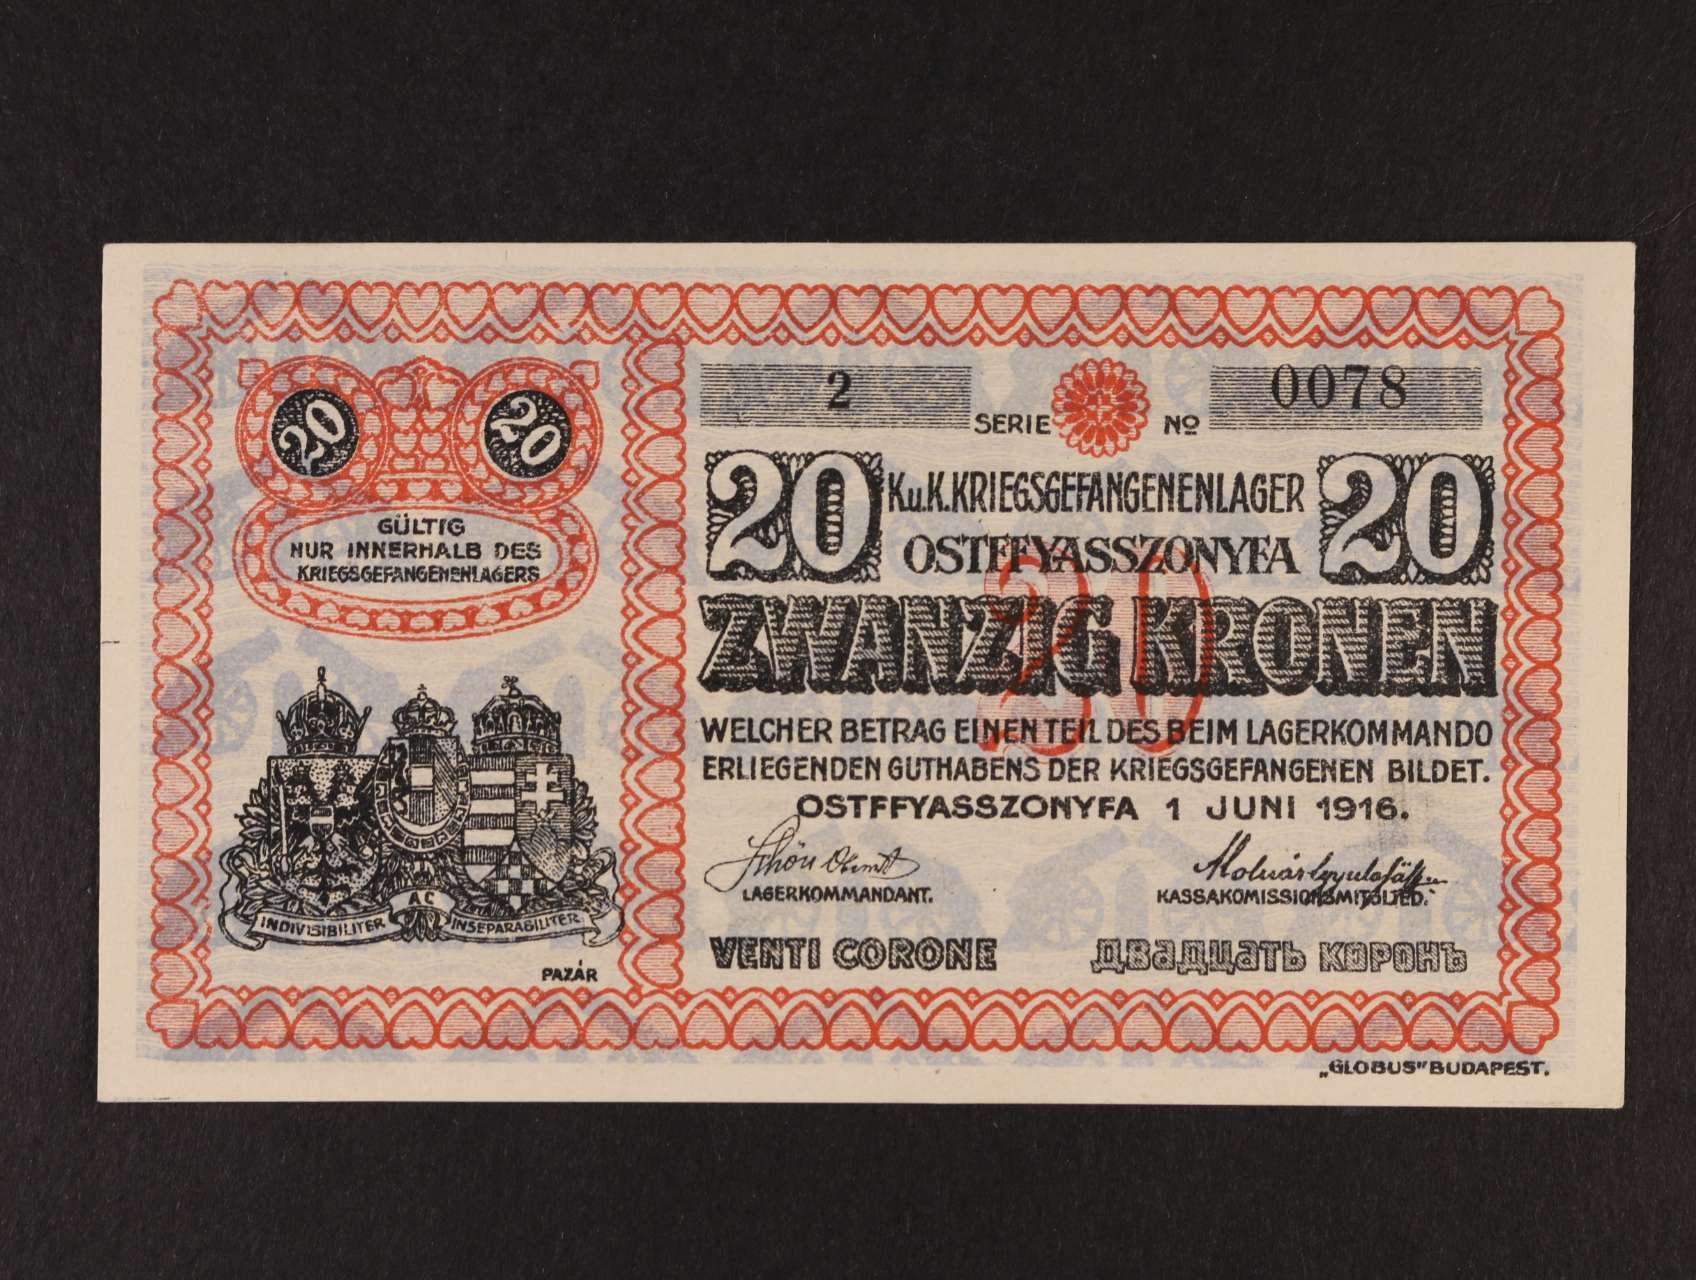 20 20
GÜLTIG
NUR INNERHALB DES
KRIEGSGEFANGENENLAGERS
INDIVISIBILITER AC INSEPARABILITER
PAZÁR
2 SERIE № 0078
20 K.u.K. KRIEGSGEFANGENENLAGER 20
OSTFFYASSZONYFA
20
ZWANZIG KRONEN
WELCHER BETRAG EINEN TEIL DES BEIM LAGERKOMMANDO
ERLIEGENDEN GUTHABENS DER KRIEGSGEFANGENEN BILDET.
OSTFFYASSZONYFA 1 JUNI 1916.
Schön
LAGERKOMMANDANT. KASSAKOMISSIONSMITGLIED.
VENTI CORONE ДВАДЦАТЬ КОРОНЪ
„GLOBUS" BUDAPEST.